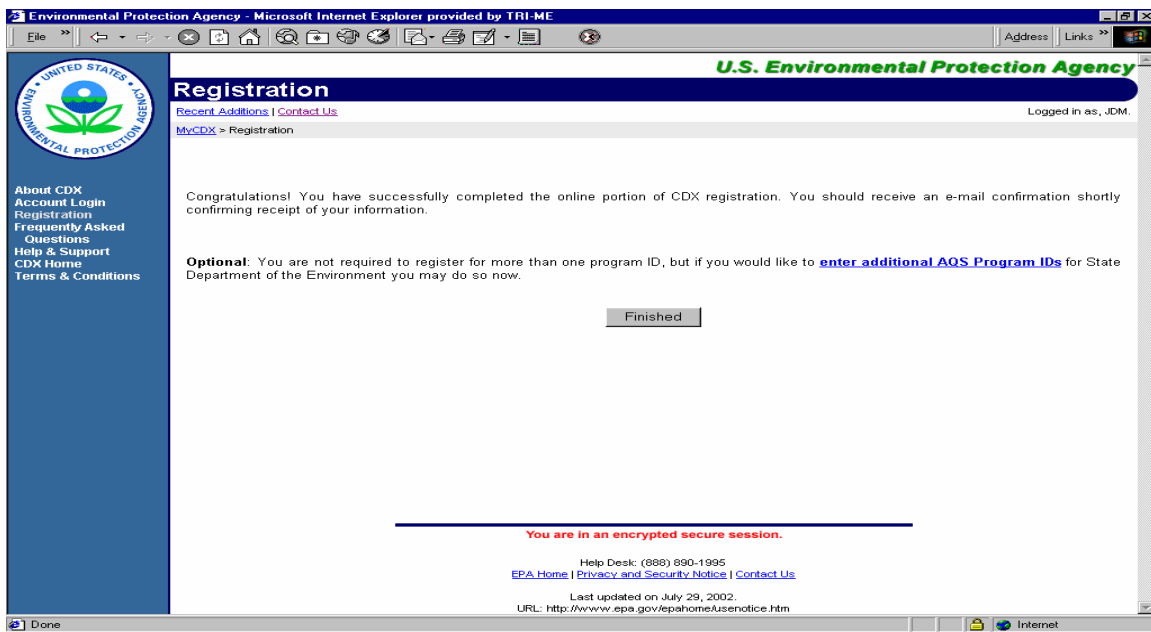 Environmental Protection Agency - Microsoft Internet Explorer provided by TRI-ME
File »
Address Links »
UNITED STATES
ENVIRONMENTAL PROTECTION AGENCY
U.S. Environmental Protection Agency
Registration
Recent Additions | Contact Us
Logged in as, JDM.
MyCDX > Registration
About CDX
Account Login
Registration
Frequently Asked
Questions
Help & Support
CDX Home
Terms & Conditions
Congratulations! You have successfully completed the online portion of CDX registration. You should receive an e-mail confirmation shortly
confirming receipt of your information.
Optional: You are not required to register for more than one program ID, but if you would like to enter additional AQS Program IDs for State
Department of the Environment you may do so now.
Finished
You are in an encrypted secure session.
Help Desk: (888) 890-1995
EPA Home | Privacy and Security Notice | Contact Us
Last updated on July 29, 2002.
URL: http://www.epa.gov/epahome/usenotice.htm
Done
Internet